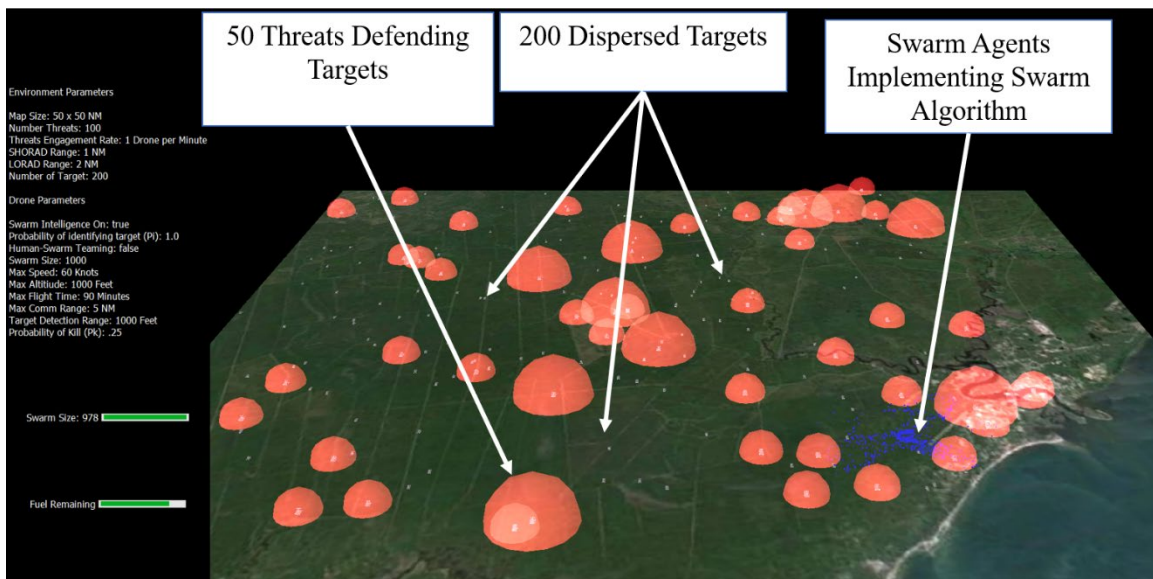 50 Threats Defending
Targets
200 Dispersed Targets
Swarm Agents
Implementing Swarm
Algorithm
Environment Parameters
Map Size: 50 x 50 NM
Number Threats: 100
Threats Engagement Rate: 1 Drone per Minute
SHORAD Range: 1 NM
LORAD Range: 2 NM
Number of Target: 200
Drone Parameters
Swarm Intelligence On: true
Probability of identifying target (Pi): 1.0
Human-Swarm Teaming: false
Swarm Size: 1000
Max Speed: 60 Knots
Max Altitiude: 1000 Feet
Max Flight Time: 90 Minutes
Max Comm Range: 5 NM
Target Detection Range: 1000 Feet
Probability of Kill (Pk): .25
Swarm Size: 978
Fuel Remaining